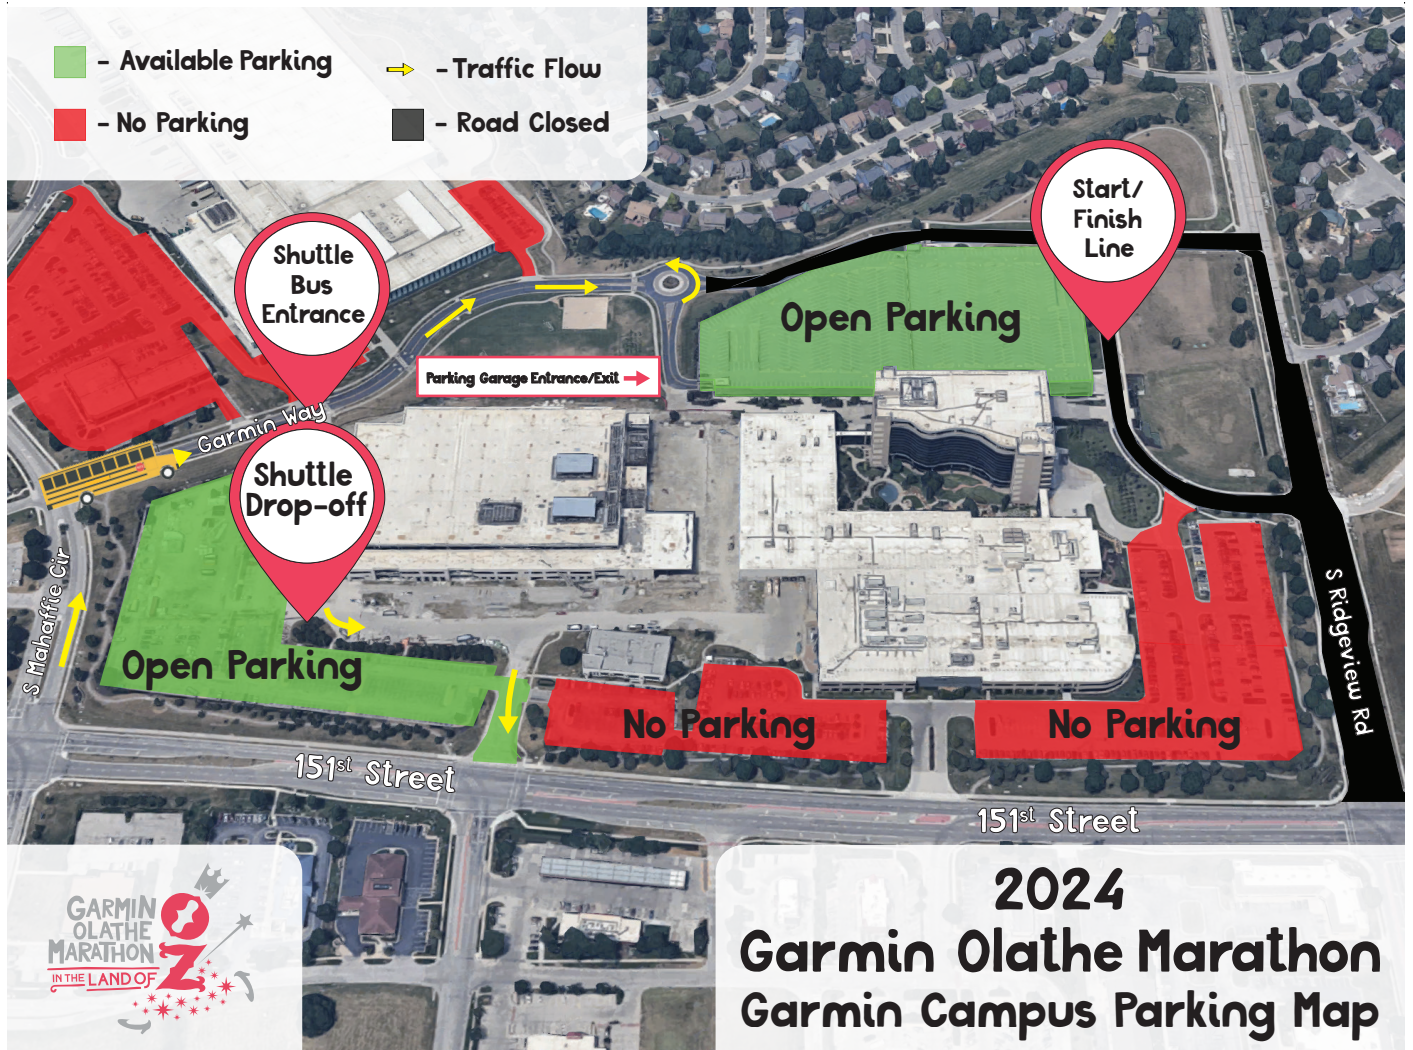 - Available Parking
- Traffic Flow
- No Parking
- Road Closed
Start/
Finish
Line
Shuttle
Bus
Entrance
Open Parking
Parking Garage Entrance/Exit
Garmin Way
Shuttle
Drop-off
S Mahaffie Cir
S Ridgeview Rd
Open Parking
No Parking
No Parking
151st Street
151st Street
GARMIN
OLATHE
MARATHON
IN THE LAND OF
OZ
2024
Garmin Olathe Marathon
Garmin Campus Parking Map